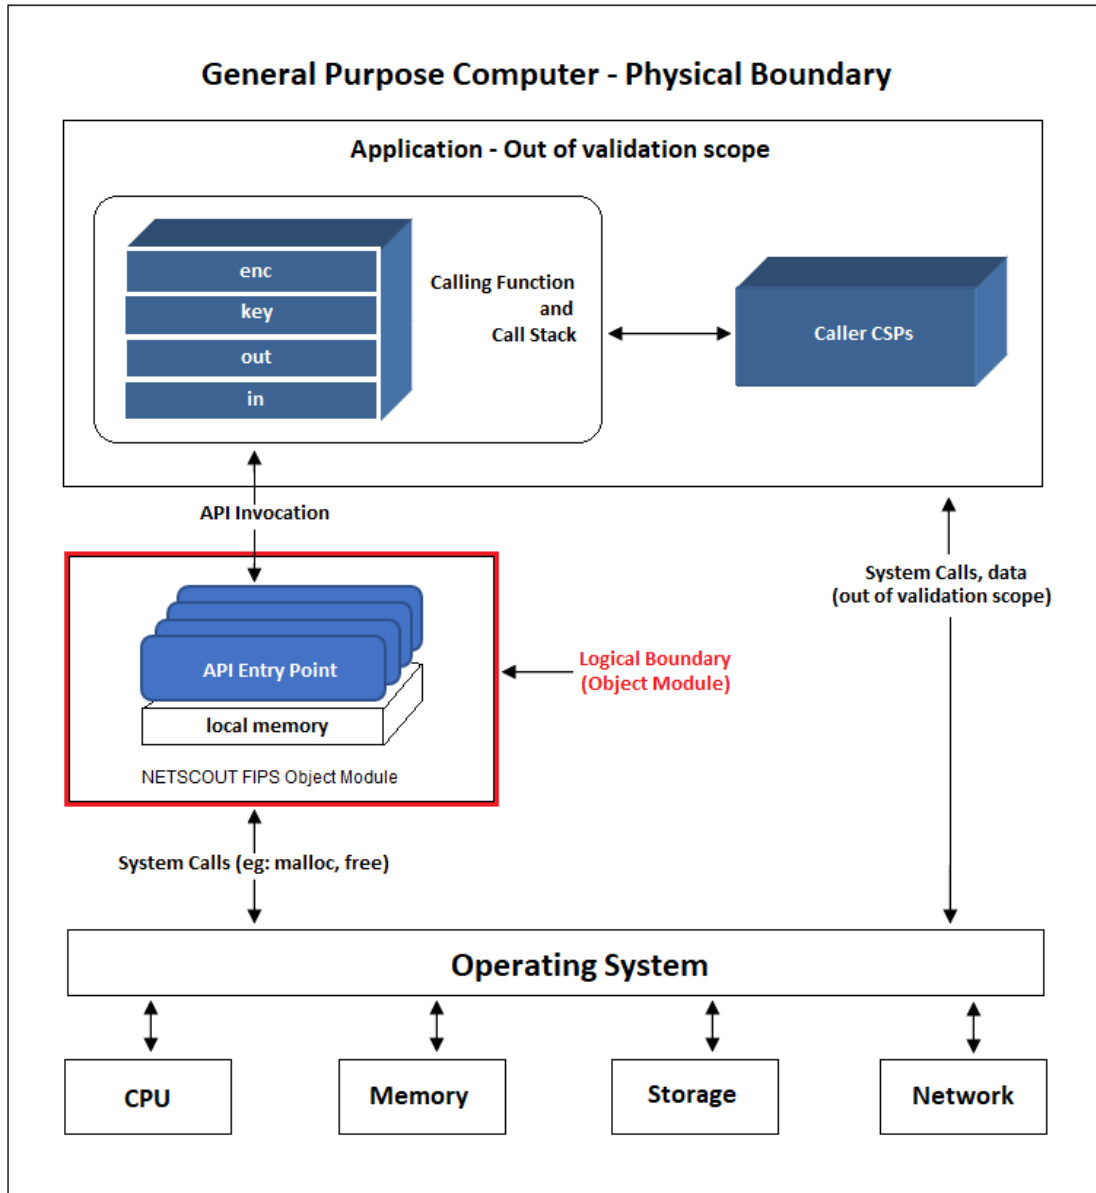 General Purpose Computer - Physical Boundary
Application - Out of validation scope
enc
key
out
in
Calling Function
and
Call Stack
Caller CSPs
API Invocation
System Calls, data
(out of validation scope)
API Entry Point
local memory
NETSCOUT FIPS Object Module
Logical Boundary
(Object Module)
System Calls (eg: malloc, free)
Operating System
CPU
Memory
Storage
Network